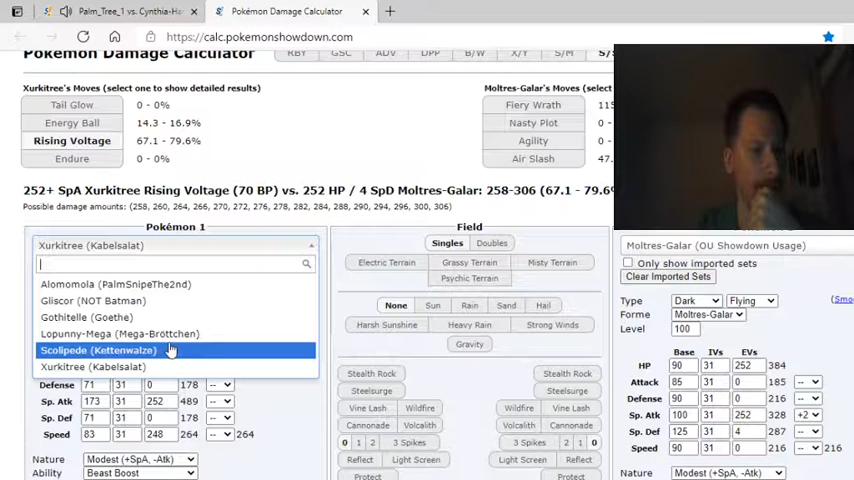 Palm_Tree_1 vs. Cynthia-Har
Pokémon Damage Calculator
https://calc.pokemonshowdown.com
Pokémon Damage Calculator
RBY GSC ADV DPP B/W X/Y S/M S/
Xurkitree's Moves (select one to show detailed results)
Moltres-Galar's Moves (select
Tail Glow 0 - 0%
Fiery Wrath 115
Energy Ball 14.3 - 16.9%
Nasty Plot 0 - 0
Rising Voltage 67.1 - 79.6%
Agility 0 - 0
Endure 0 - 0%
Air Slash 47.
252+ SpA Xurkitree Rising Voltage (70 BP) vs. 252 HP / 4 SpD Moltres-Galar: 258-306 (67.1 - 79.6%
Possible damage amounts: (258, 260, 264, 266, 270, 272, 276, 278, 282, 284, 288, 290, 294, 296, 300, 306)
Pokémon 1
Field
Xurkitree (Kabelsalat)
Singles Doubles
Moltres-Galar (OU Showdown Usage)
Electric Terrain Grassy Terrain Misty Terrain
Only show imported sets
Alomomola (PalmSnipeThe2nd)
Psychic Terrain
Clear Imported Sets
Gliscor (NOT Batman)
None Sun Rain Sand Hail
Type Dark Flying (Smo
Gothitelle (Goethe)
Forme Moltres-Galar
Lopunny-Mega (Mega-Bröttchen)
Harsh Sunshine Heavy Rain Strong Winds
Level 100
Scolipede (Kettenwalze)
Gravity
Base IVs EVs
Xurkitree (Kabelsalat)
HP 90 31 252 384
Stealth Rock Stealth Rock
Attack 85 31 0 185 --
Defense 71 31 0 178 --
Steelsurge Steelsurge
Defense 90 31 0 216 --
Sp. Atk 173 31 252 489 --
Vine Lash Wildfire Vine Lash Wildfire
Sp. Atk 100 31 252 328 +2
Sp. Def 71 31 0 178 --
Cannonade Volcalith Cannonade Volcalith
Sp. Def 125 31 4 287 --
Speed 83 31 248 264 -- 264
0 1 2 3 Spikes 3 Spikes 2 1 0
Speed 90 31 0 216 -- 216
Nature Modest (+SpA, -Atk)
Reflect Light Screen Reflect Light Screen
Nature Modest (+SpA, -Atk)
Ability Beast Boost
Protect Protect